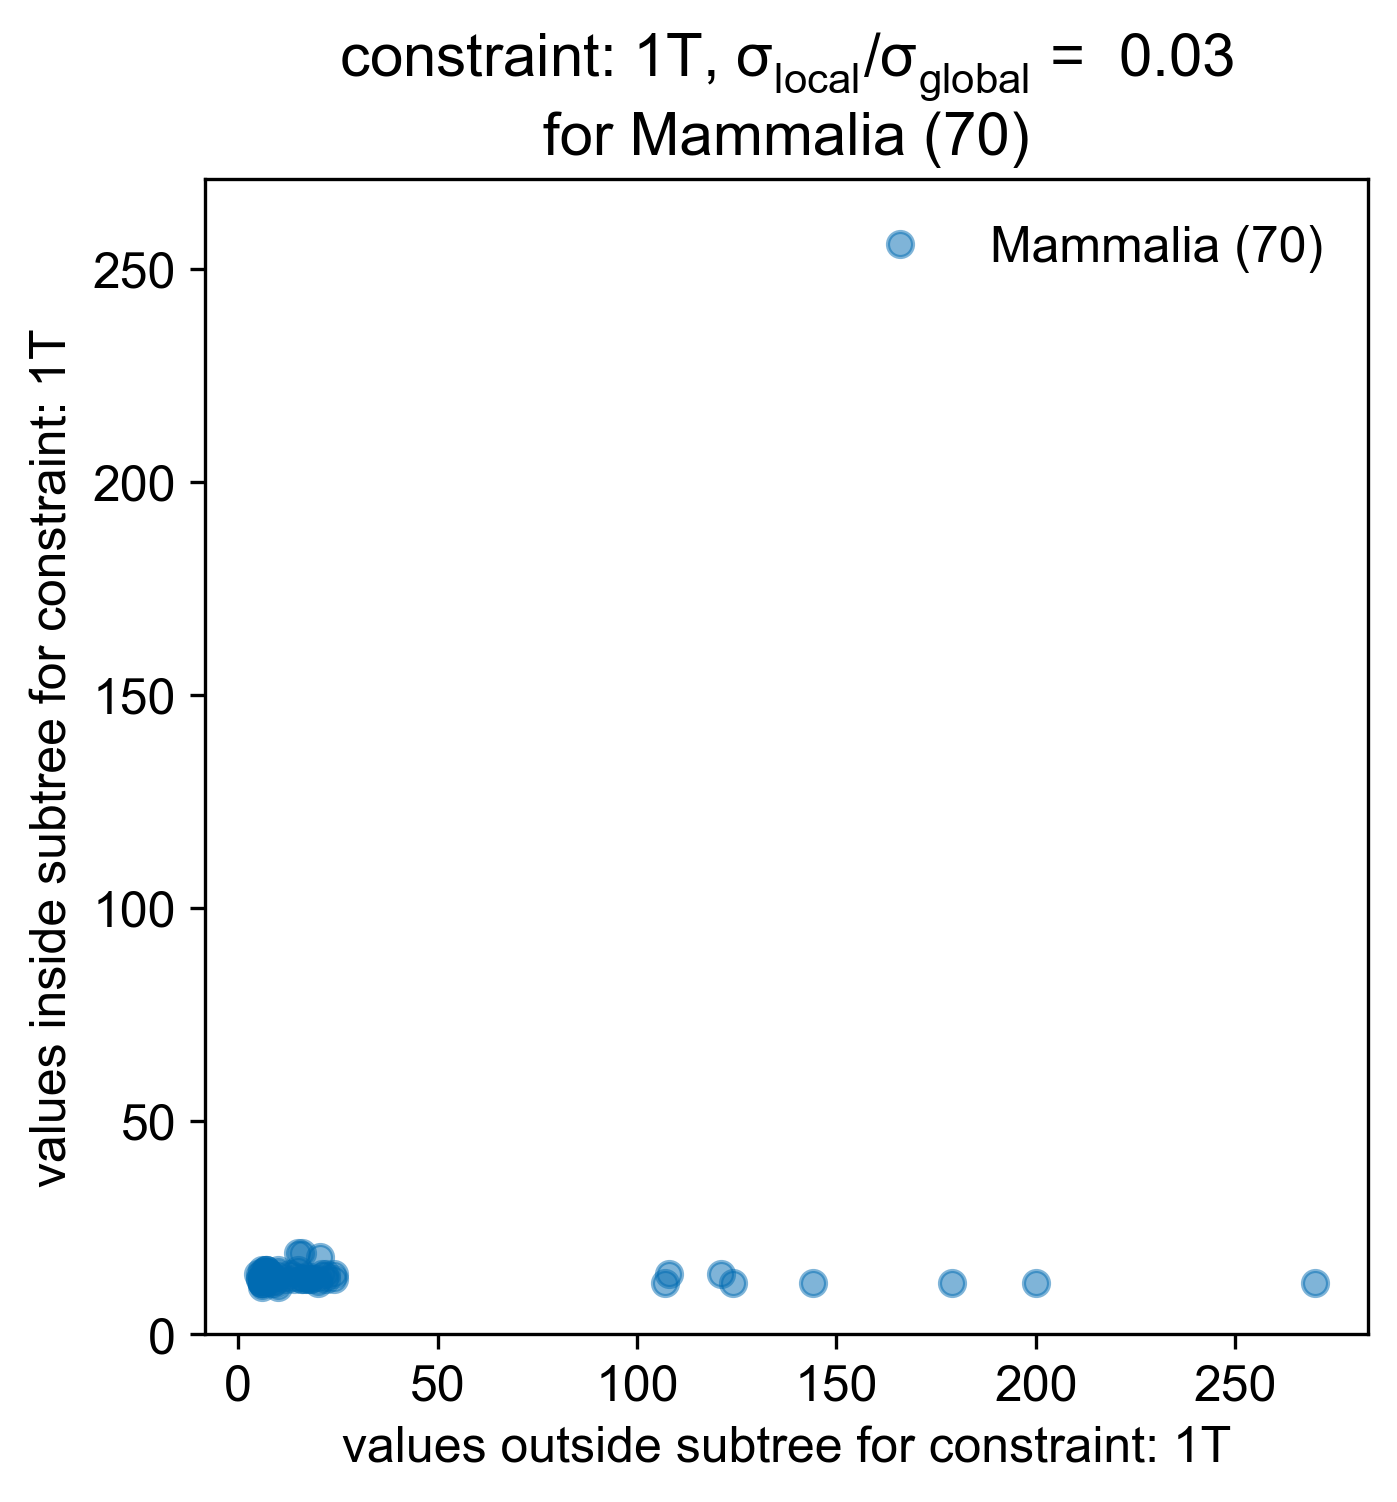 constraint: 1T, σlocal/σglobal = 0.03
for Mammalia (70)
Mammalia (70)
values inside subtree for constraint: 1T
250
200
150
100
50
0
0 50 100 150 200 250
values outside subtree for constraint: 1T